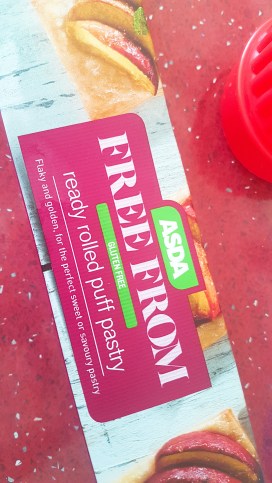 ASDA
FREE FROM
GLUTEN FREE
ready rolled puff pastry
Flaky and golden, for the perfect sweet or savoury pastry